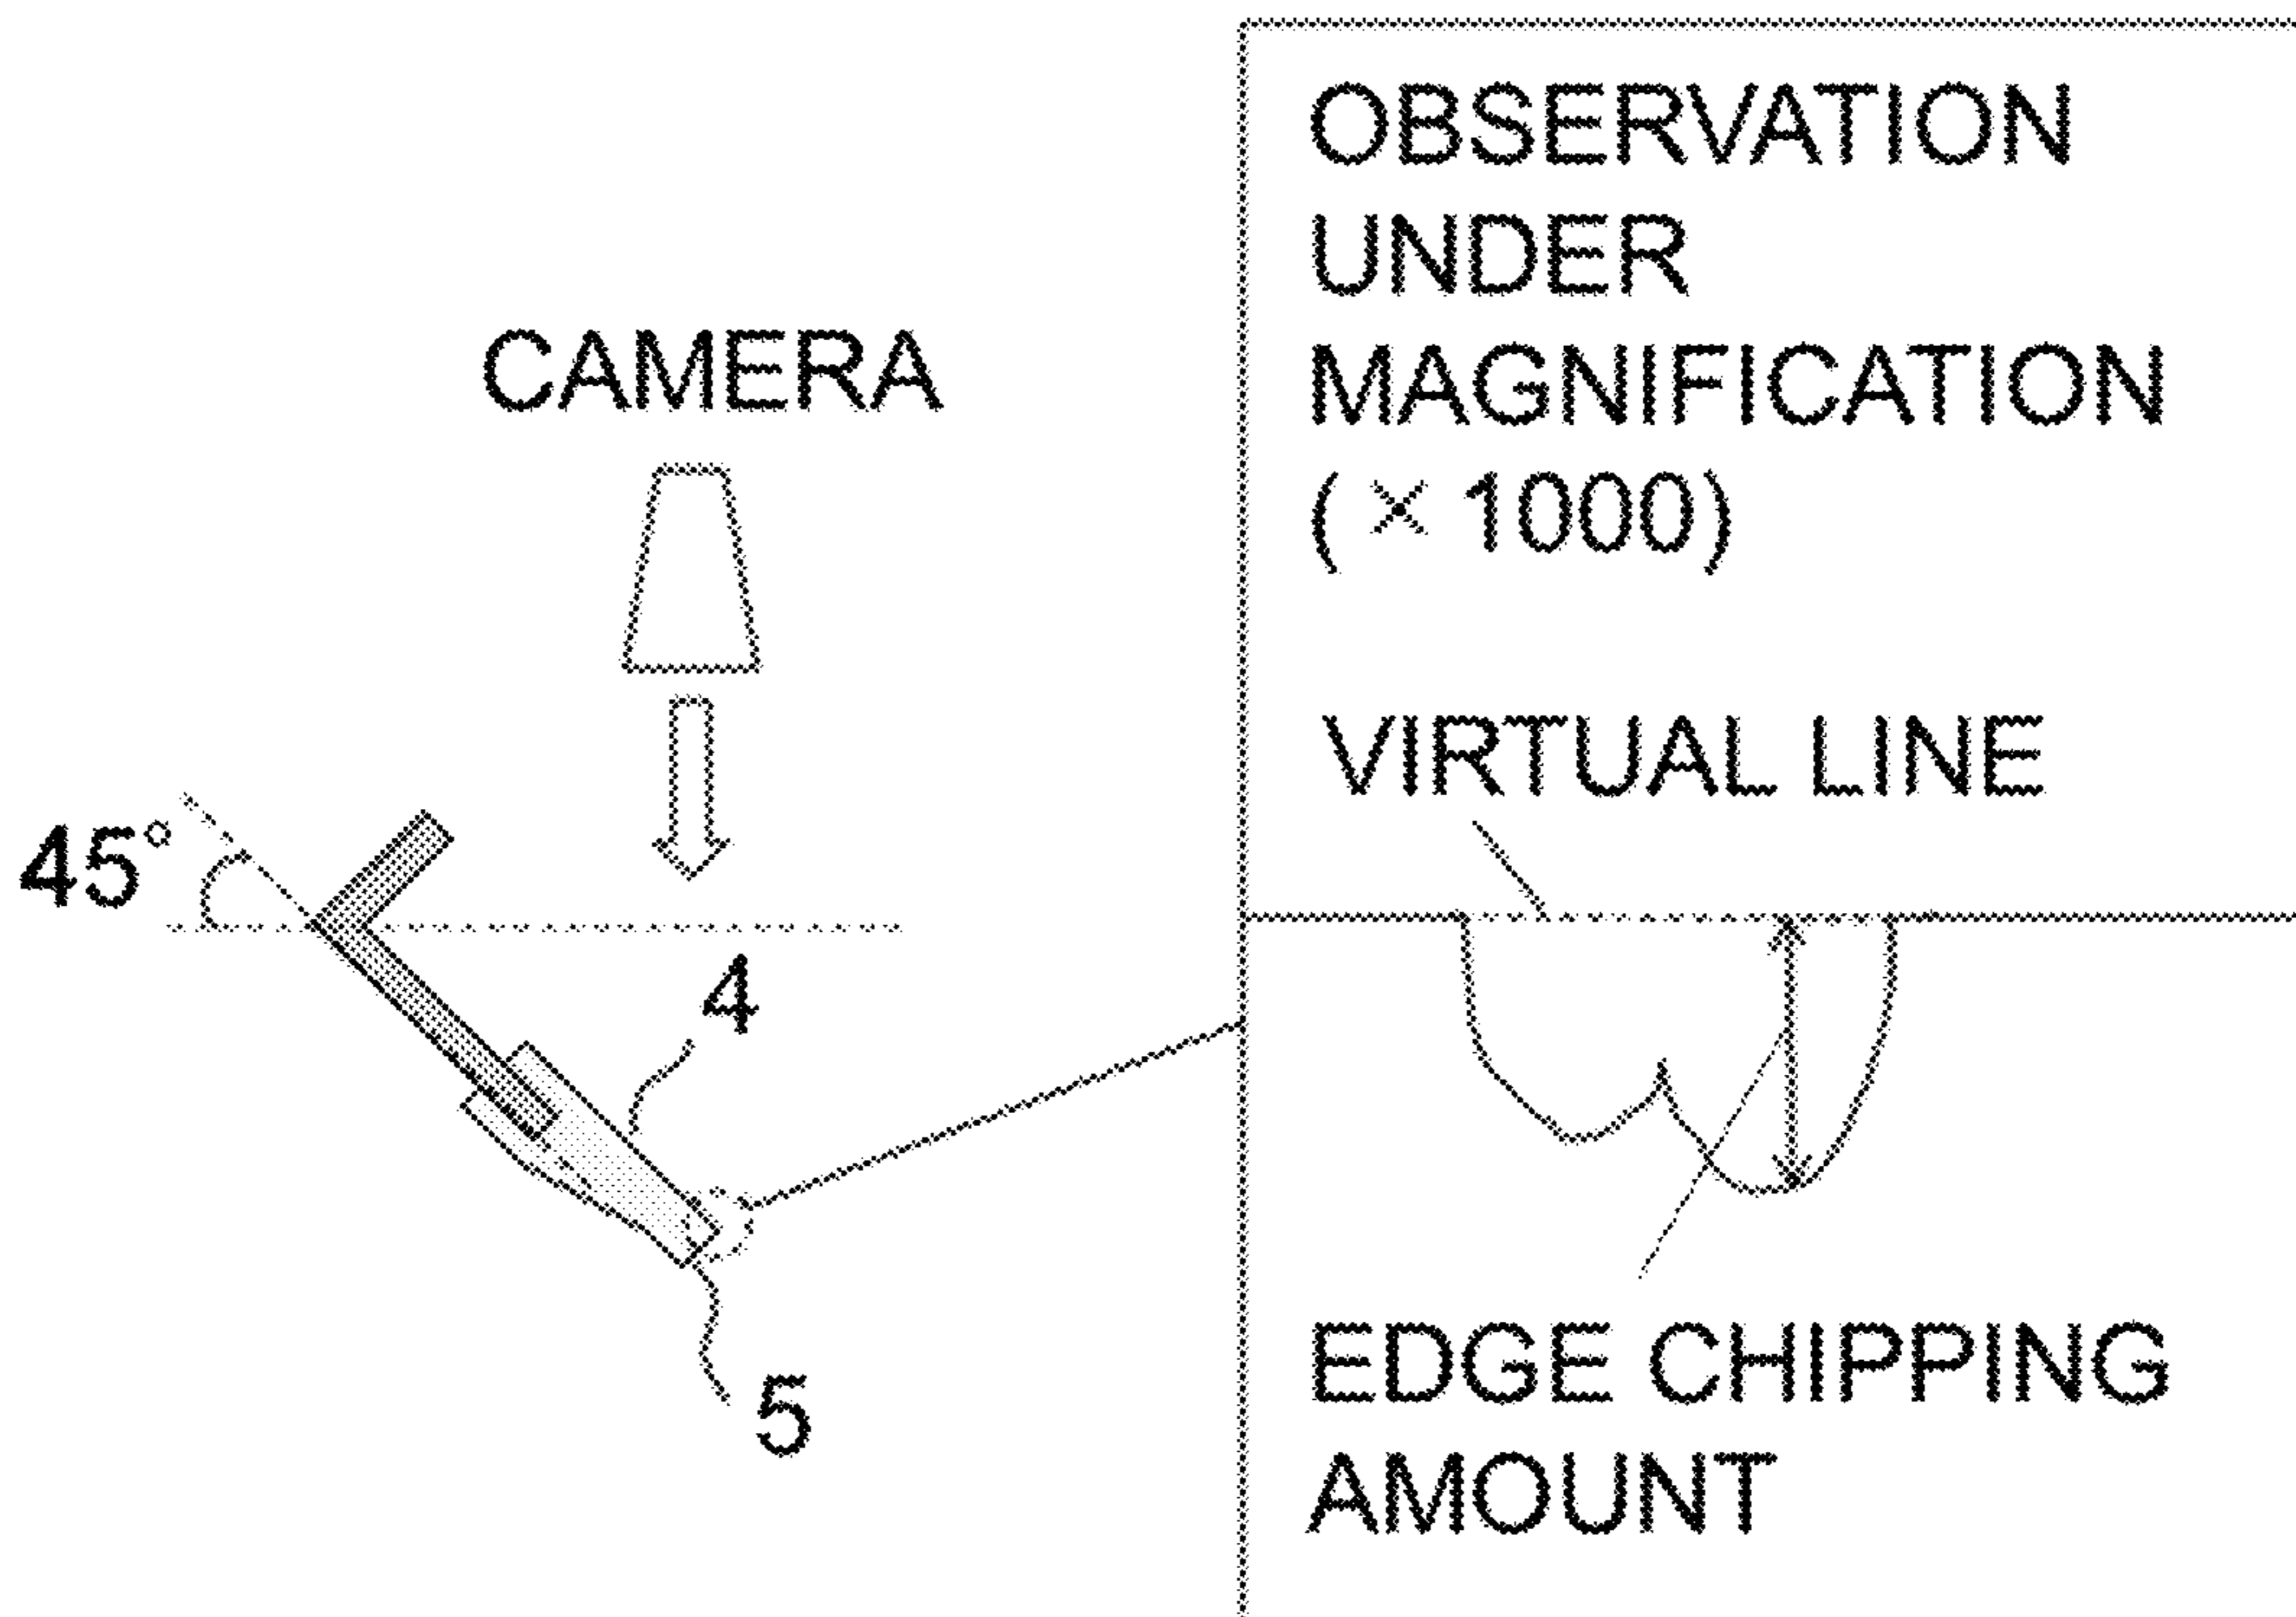 CAMERA
45°
4
5
OBSERVATION
UNDER
MAGNIFICATION
(×1000)
VIRTUAL LINE
EDGE CHIPPING
AMOUNT